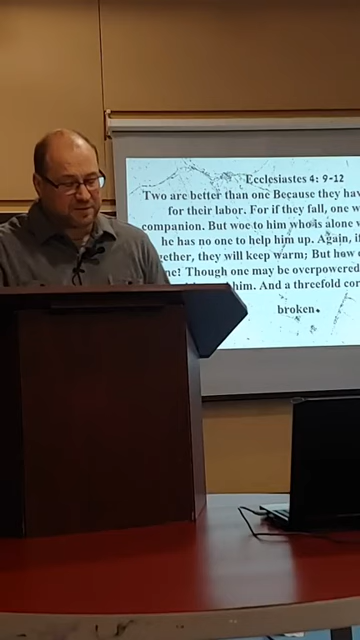 Ecclesiastes 4: 9-12
Two are better than one Because they hav
for their labor. For if they fall, one w
companion. But woe to him who is alone w
he has no one to help him up. Again, if
gether, they will keep warm; But how c
ne! Though one may be overpowered
him. And a threefold cor
broken.